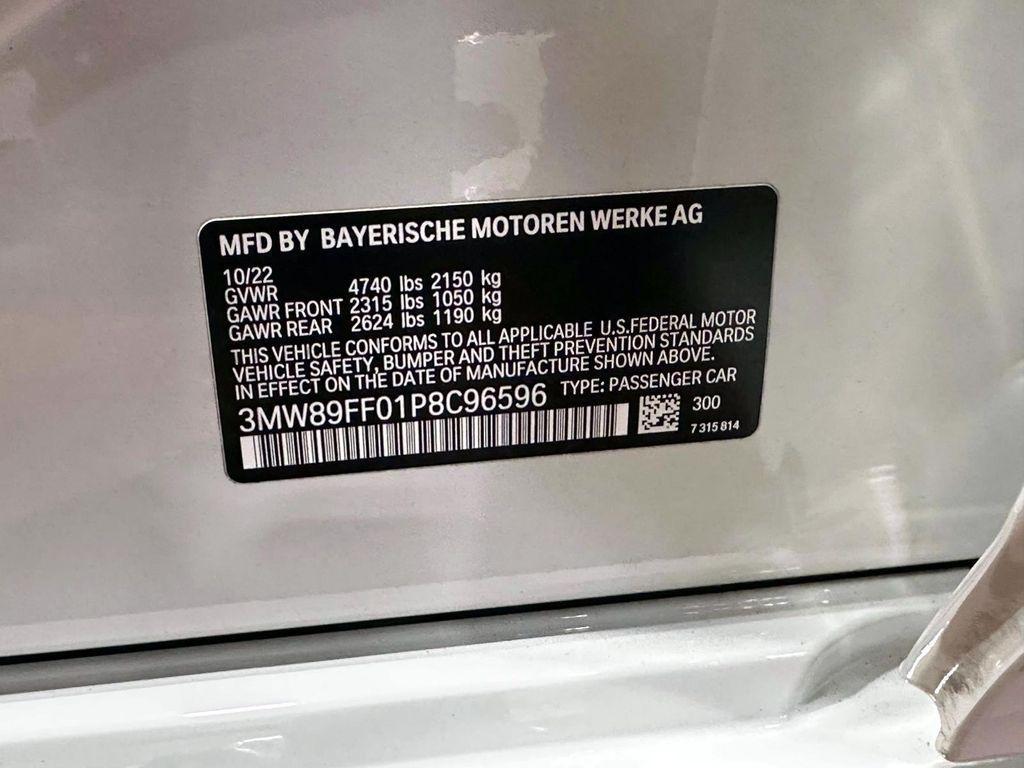 MFD BY BAYERISCHE MOTOREN WERKE AG
10/22
GVWR 4740 lbs 2150 kg
GAWR FRONT 2315 lbs 1050 kg
GAWR REAR 2624 lbs 1190 kg
THIS VEHICLE CONFORMS TO ALL APPLICABLE U.S.FEDERAL MOTOR
VEHICLE SAFETY, BUMPER AND THEFT PREVENTION STANDARDS
IN EFFECT ON THE DATE OF MANUFACTURE SHOWN ABOVE.
3MW89FF01P8C96596 TYPE: PASSENGER CAR
300
7 315 814